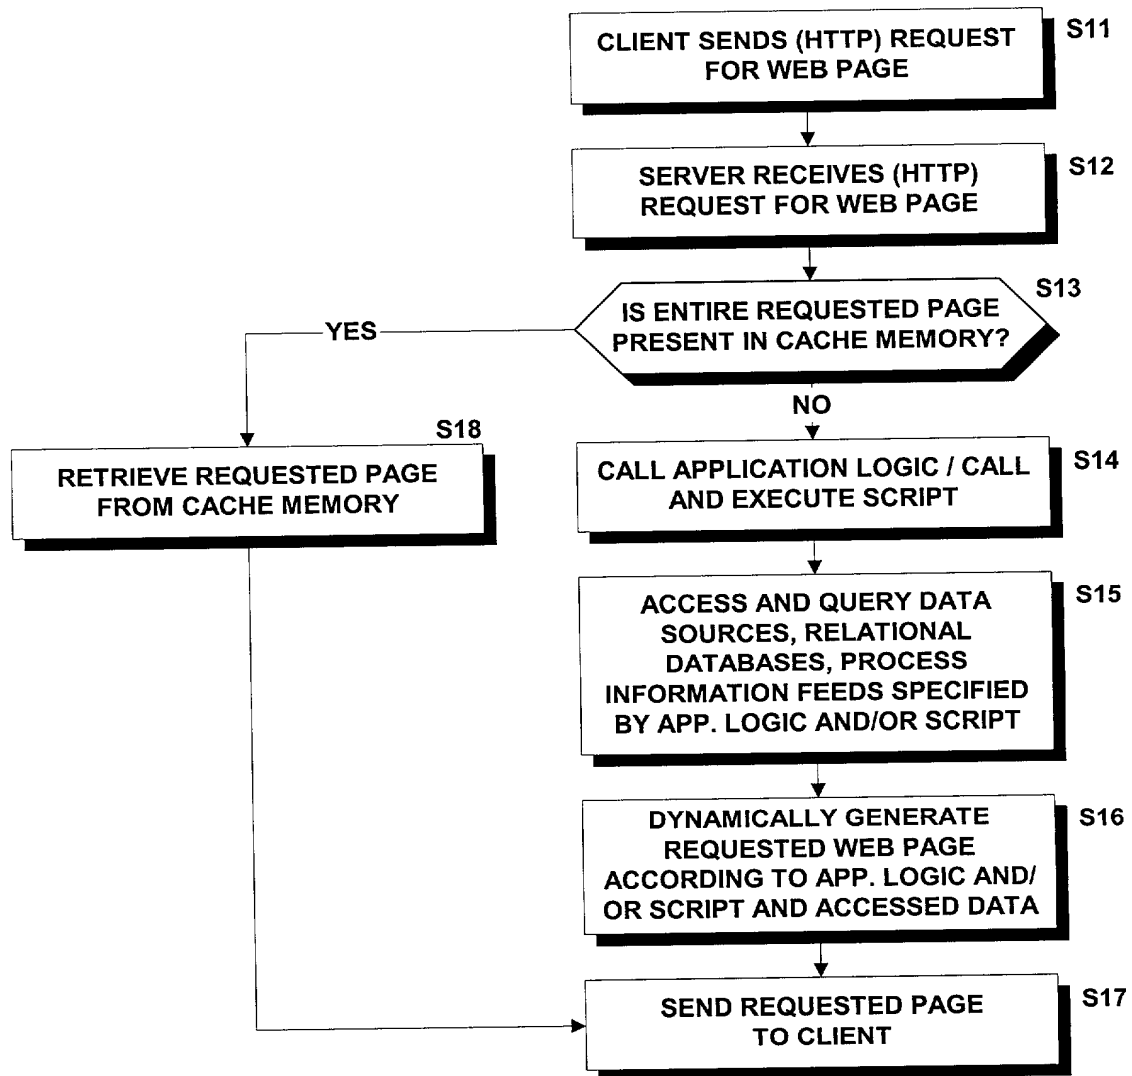 CLIENT SENDS (HTTP) REQUEST
FOR WEB PAGE
S11
SERVER RECEIVES (HTTP)
REQUEST FOR WEB PAGE
S12
IS ENTIRE REQUESTED PAGE
PRESENT IN CACHE MEMORY?
S13
YES
NO
S18
RETRIEVE REQUESTED PAGE
FROM CACHE MEMORY
CALL APPLICATION LOGIC / CALL
AND EXECUTE SCRIPT
S14
ACCESS AND QUERY DATA
SOURCES, RELATIONAL
DATABASES, PROCESS
INFORMATION FEEDS SPECIFIED
BY APP. LOGIC AND/OR SCRIPT
S15
DYNAMICALLY GENERATE
REQUESTED WEB PAGE
ACCORDING TO APP. LOGIC AND/
OR SCRIPT AND ACCESSED DATA
S16
SEND REQUESTED PAGE
TO CLIENT
S17